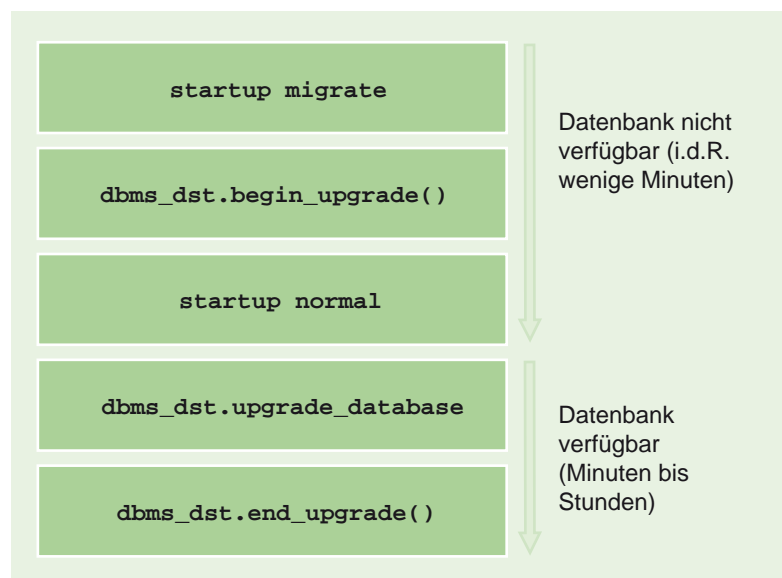 startup migrate
Datenbank nicht
verfügbar (i.d.R.
wenige Minuten)
dbms_dst.begin_upgrade()
startup normal
dbms_dst.upgrade_database
Datenbank
verfügbar
(Minuten bis
Stunden)
dbms_dst.end_upgrade()